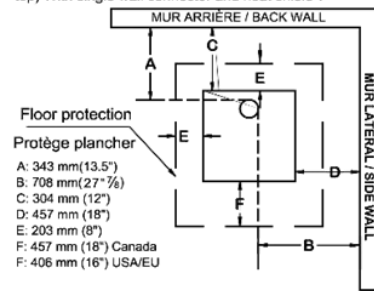 MUR ARRIÈRE / BACK WALL
A
C
E
Floor protection
Protège plancher
E
D
F
B
MUR LATERAL / SIDE WALL
A: 343 mm(13.5")
B: 708 mm(27" 7/8)
C: 304 mm (12")
D: 457 mm (18")
E: 203 mm (8")
F: 457 mm (18") Canada
F: 406 mm (16") USA/EU